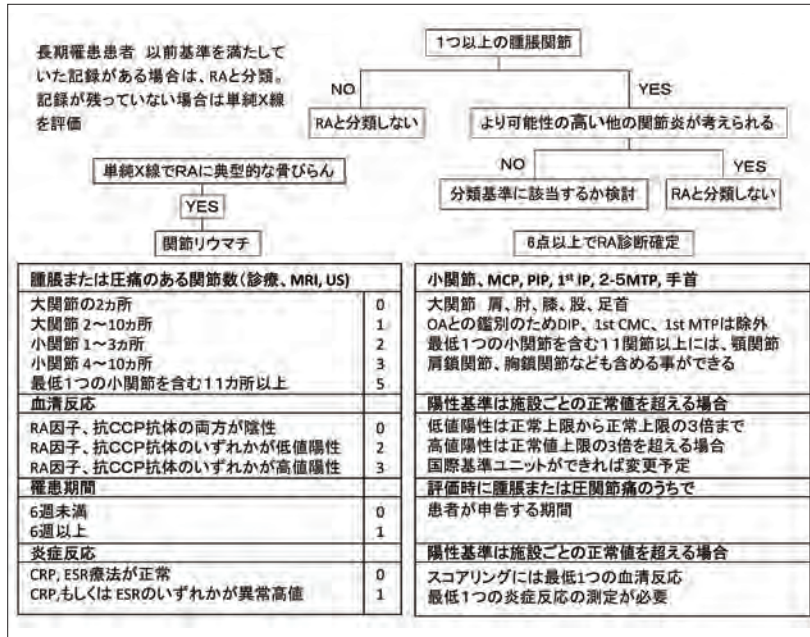 長期罹患患者 以前基準を満たして
いた記録がある場合は、RAと分類。
記録が残っていない場合は単純X線
を評価
1つ以上の腫脹関節
NO
YES
RAと分類しない
より可能性の高い他の関節炎が考えられる
NO
YES
分類基準に該当するか検討
RAと分類しない
単純X線でRAに典型的な骨びらん
YES
関節リウマチ
6点以上でRA診断確定
腫脹または圧痛のある関節数(診療、MRI, US)
大関節の2ヵ所 0
大関節 2〜10ヵ所 1
小関節 1〜3ヵ所 2
小関節 4〜10ヵ所 3
最低1つの小関節を含む11カ所以上 5
血清反応
RA因子、抗CCP抗体の両方が陰性 0
RA因子、抗CCP抗体のいずれかが低値陽性 2
RA因子、抗CCP抗体のいずれかが高値陽性 3
罹患期間
6週未満 0
6週以上 1
炎症反応
CRP, ESR療法が正常 0
CRP,もしくは ESRのいずれかが異常高値 1
小関節、MCP, PIP, 1st IP, 2-5MTP, 手首
大関節 肩、肘、膝、股、足首
OAとの鑑別のためDIP、1st CMC、1st MTPは除外
最低1つの小関節を含む11関節以上には、顎関節
肩鎖関節、胸鎖関節なども含める事ができる
陽性基準は施設ごとの正常値を超える場合
低値陽性は正常上限から正常上限の3倍まで
高値陽性は正常値上限の3倍を超える場合
国際基準ユニットができれば変更予定
評価時に腫脹または圧関節痛のうちで
患者が申告する期間
陽性基準は施設ごとの正常値を超える場合
スコアリングには最低1つの血清反応
最低1つの炎症反応の測定が必要